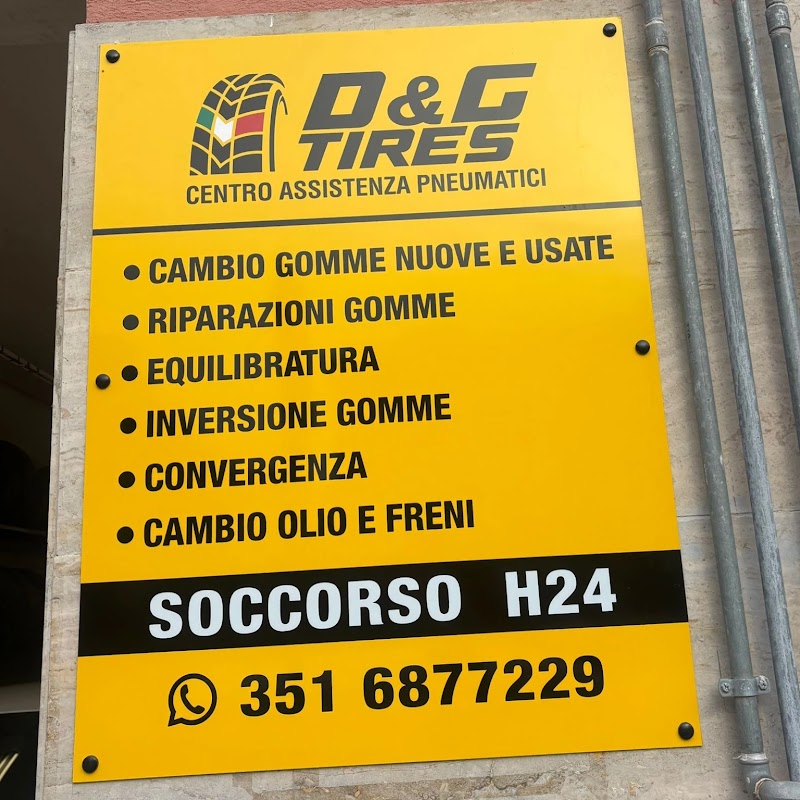 D&G
TIRES
CENTRO ASSISTENZA PNEUMATICI
• CAMBIO GOMME NUOVE E USATE
• RIPARAZIONI GOMME
• EQUILIBRATURA
• INVERSIONE GOMME
• CONVERGENZA
• CAMBIO OLIO E FRENI
SOCCORSO H24
351 6877229